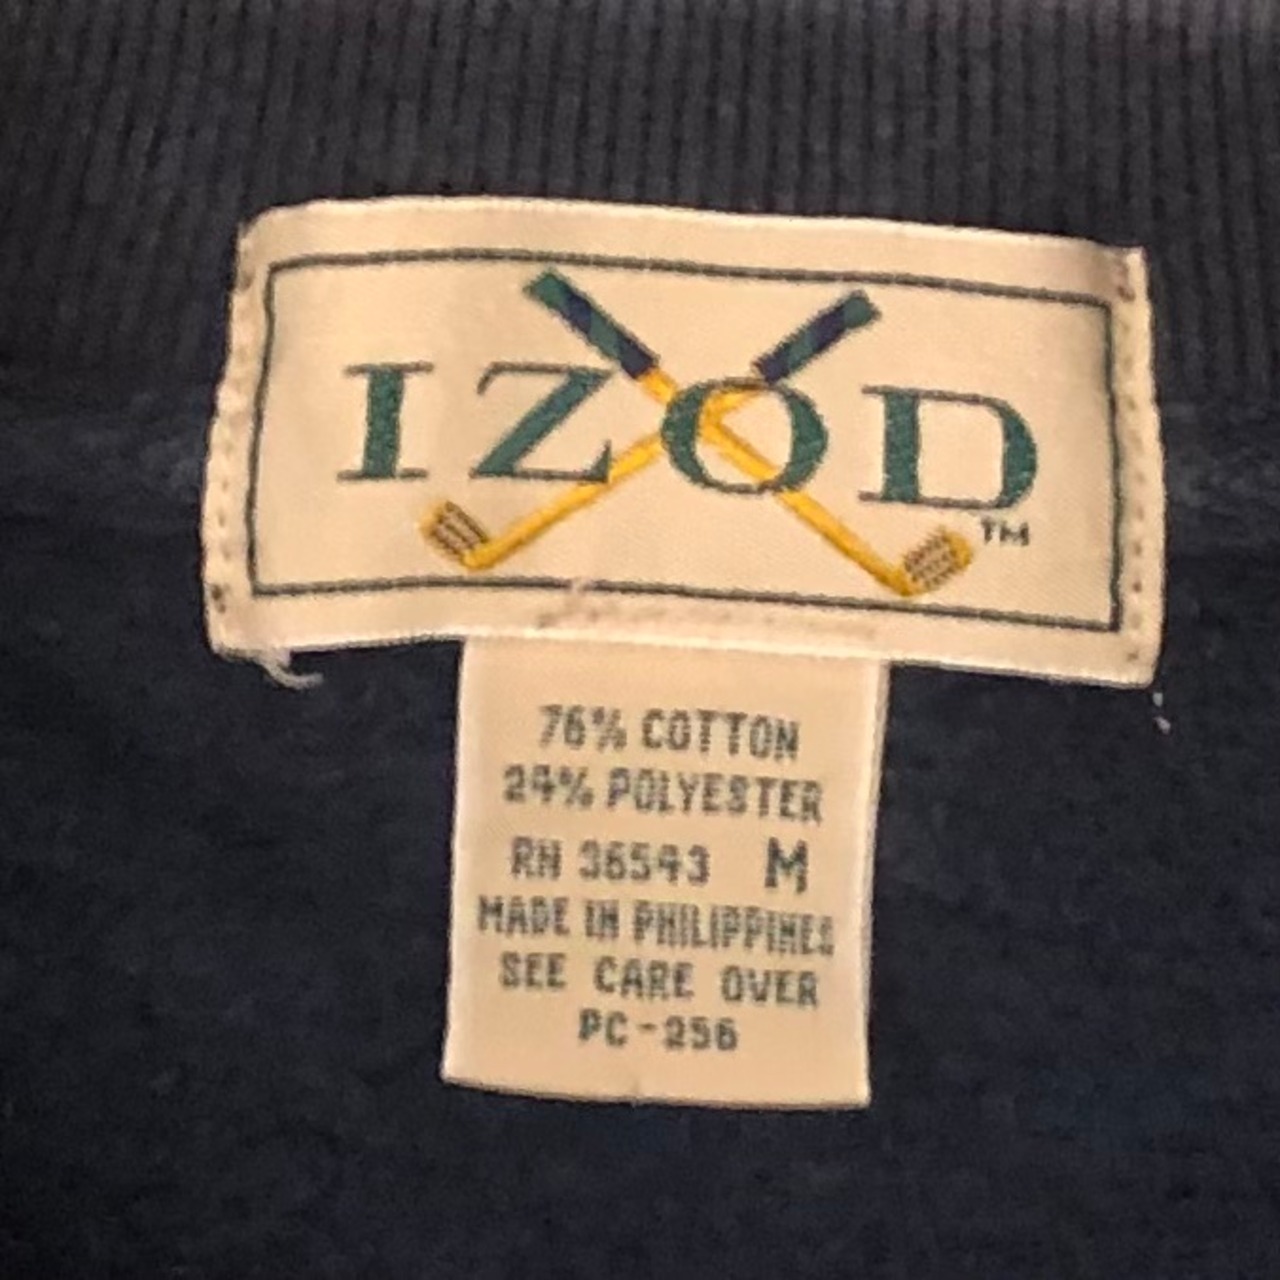 IZOD
TM
76% COTTON
24% POLYESTER
RN 36543 M
MADE IN PHILIPPINES
SEE CARE OVER
PC-256